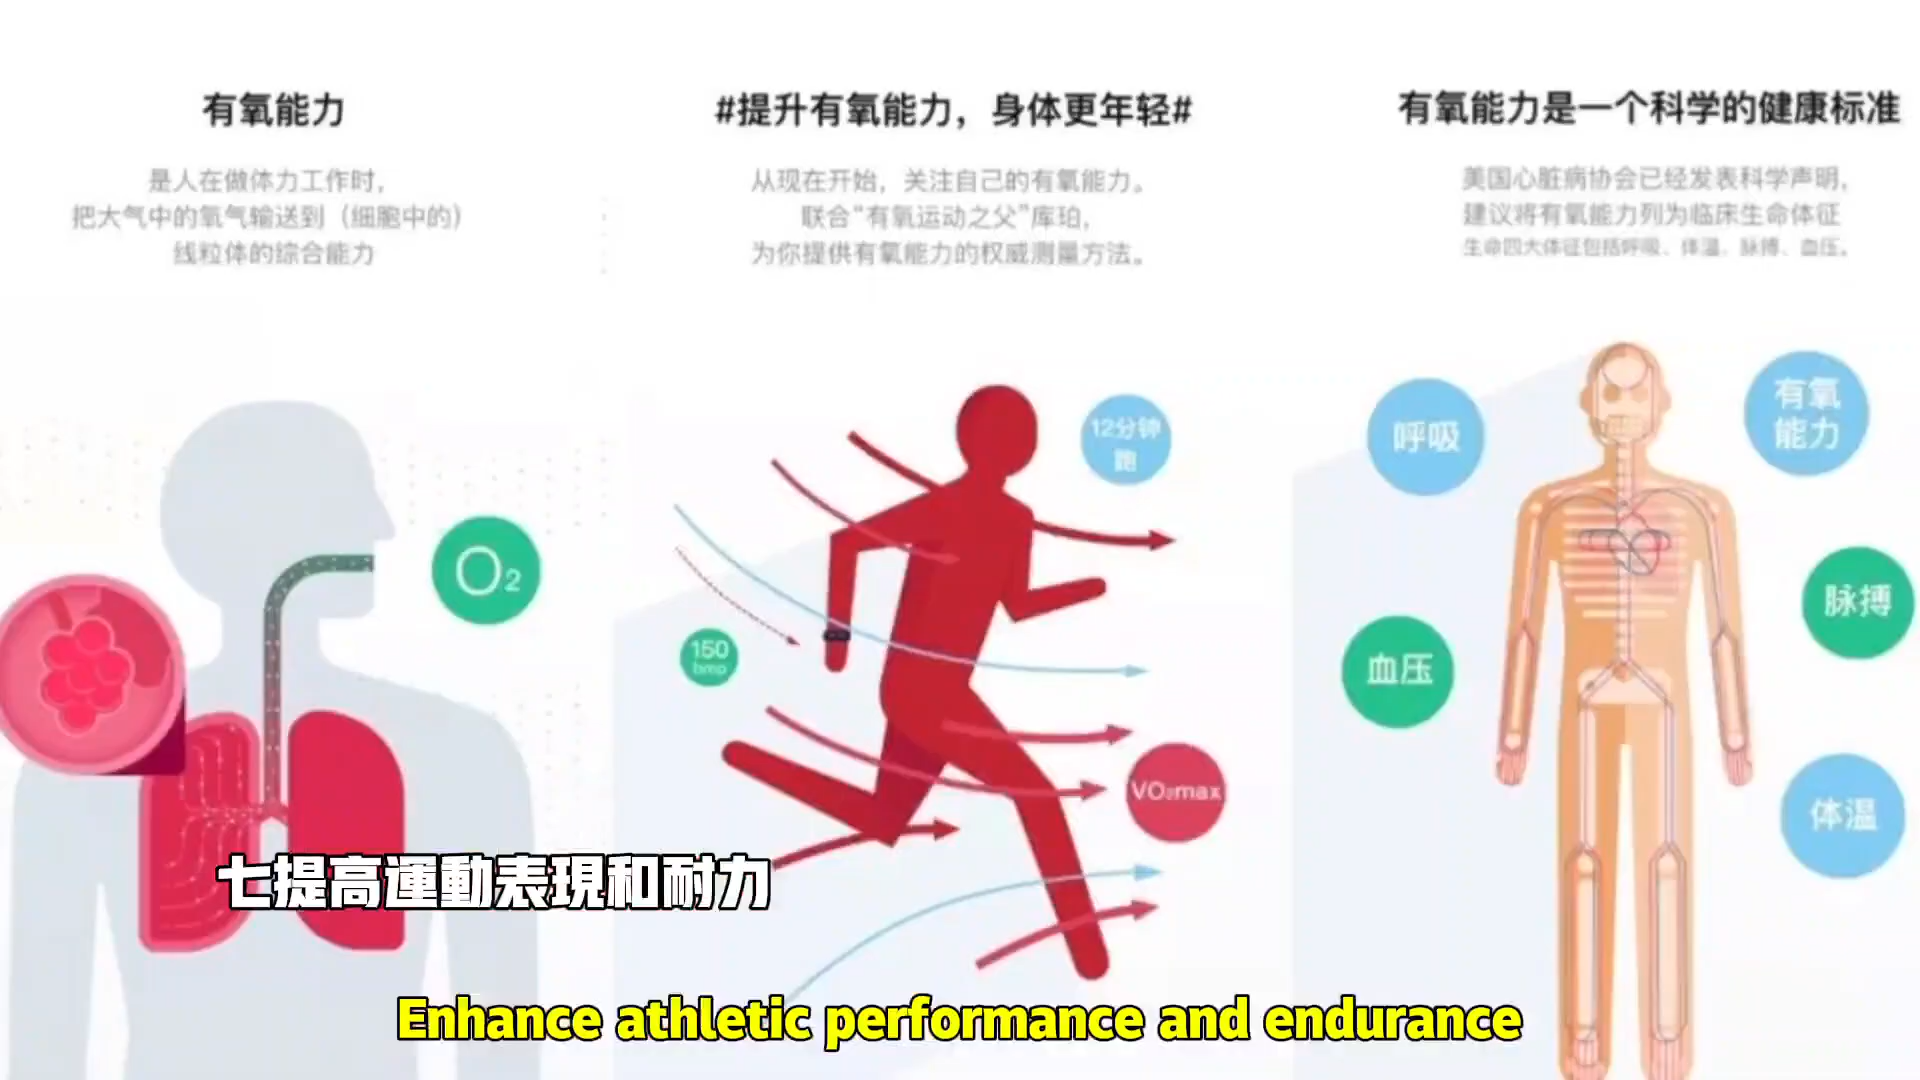 有氧能力
是人在做体力工作时，
把大气中的氧气输送到（细胞中的）
线粒体的综合能力
O₂
#提升有氧能力，身体更年轻#
从现在开始，关注自己的有氧能力。
联合“有氧运动之父”库珀，
为你提供有氧能力的权威测量方法。
12分钟
跑
150
bmp
VO₂max
有氧能力是一个科学的健康标准
美国心脏病协会已经发表科学声明，
建议将有氧能力列为临床生命体征
生命四大体征包括呼吸、体温、脉搏、血压。
呼吸
有氧
能力
脉搏
血压
体温
七提高運動表現和耐力
Enhance athletic performance and endurance